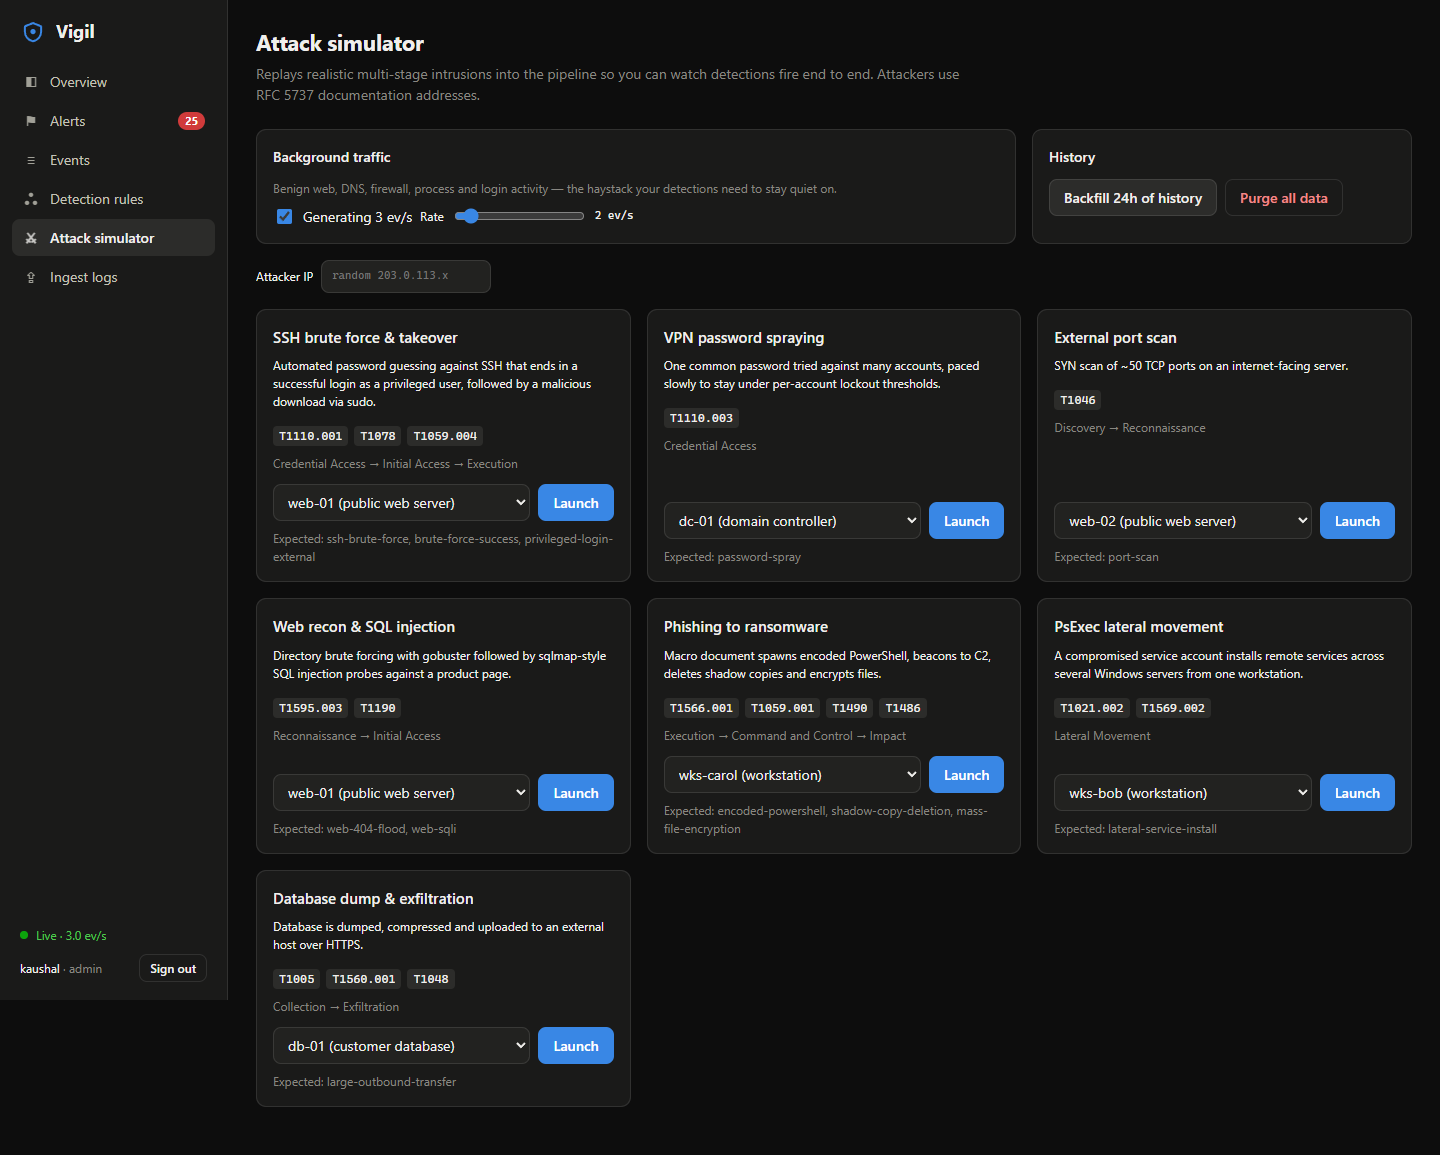 Vigil
Overview
Alerts 25
Events
Detection rules
Attack simulator
Ingest logs
Live · 3.0 ev/s
kaushal · admin
Sign out
Attack simulator
Replays realistic multi-stage intrusions into the pipeline so you can watch detections fire end to end. Attackers use
RFC 5737 documentation addresses.
Background traffic
Benign web, DNS, firewall, process and login activity — the haystack your detections need to stay quiet on.
Generating 3 ev/s Rate 2 ev/s
History
Backfill 24h of history Purge all data
Attacker IP random 203.0.113.x
SSH brute force & takeover
Automated password guessing against SSH that ends in a
successful login as a privileged user, followed by a malicious
download via sudo.
T1110.001 T1078 T1059.004
Credential Access → Initial Access → Execution
web-01 (public web server) Launch
Expected: ssh-brute-force, brute-force-success, privileged-login-
external
VPN password spraying
One common password tried against many accounts, paced
slowly to stay under per-account lockout thresholds.
T1110.003
Credential Access
dc-01 (domain controller) Launch
Expected: password-spray
External port scan
SYN scan of ~50 TCP ports on an internet-facing server.
T1046
Discovery → Reconnaissance
web-02 (public web server) Launch
Expected: port-scan
Web recon & SQL injection
Directory brute forcing with gobuster followed by sqlmap-style
SQL injection probes against a product page.
T1595.003 T1190
Reconnaissance → Initial Access
web-01 (public web server) Launch
Expected: web-404-flood, web-sqli
Phishing to ransomware
Macro document spawns encoded PowerShell, beacons to C2,
deletes shadow copies and encrypts files.
T1566.001 T1059.001 T1490 T1486
Execution → Command and Control → Impact
wks-carol (workstation) Launch
Expected: encoded-powershell, shadow-copy-deletion, mass-
file-encryption
PsExec lateral movement
A compromised service account installs remote services across
several Windows servers from one workstation.
T1021.002 T1569.002
Lateral Movement
wks-bob (workstation) Launch
Expected: lateral-service-install
Database dump & exfiltration
Database is dumped, compressed and uploaded to an external
host over HTTPS.
T1005 T1560.001 T1048
Collection → Exfiltration
db-01 (customer database) Launch
Expected: large-outbound-transfer